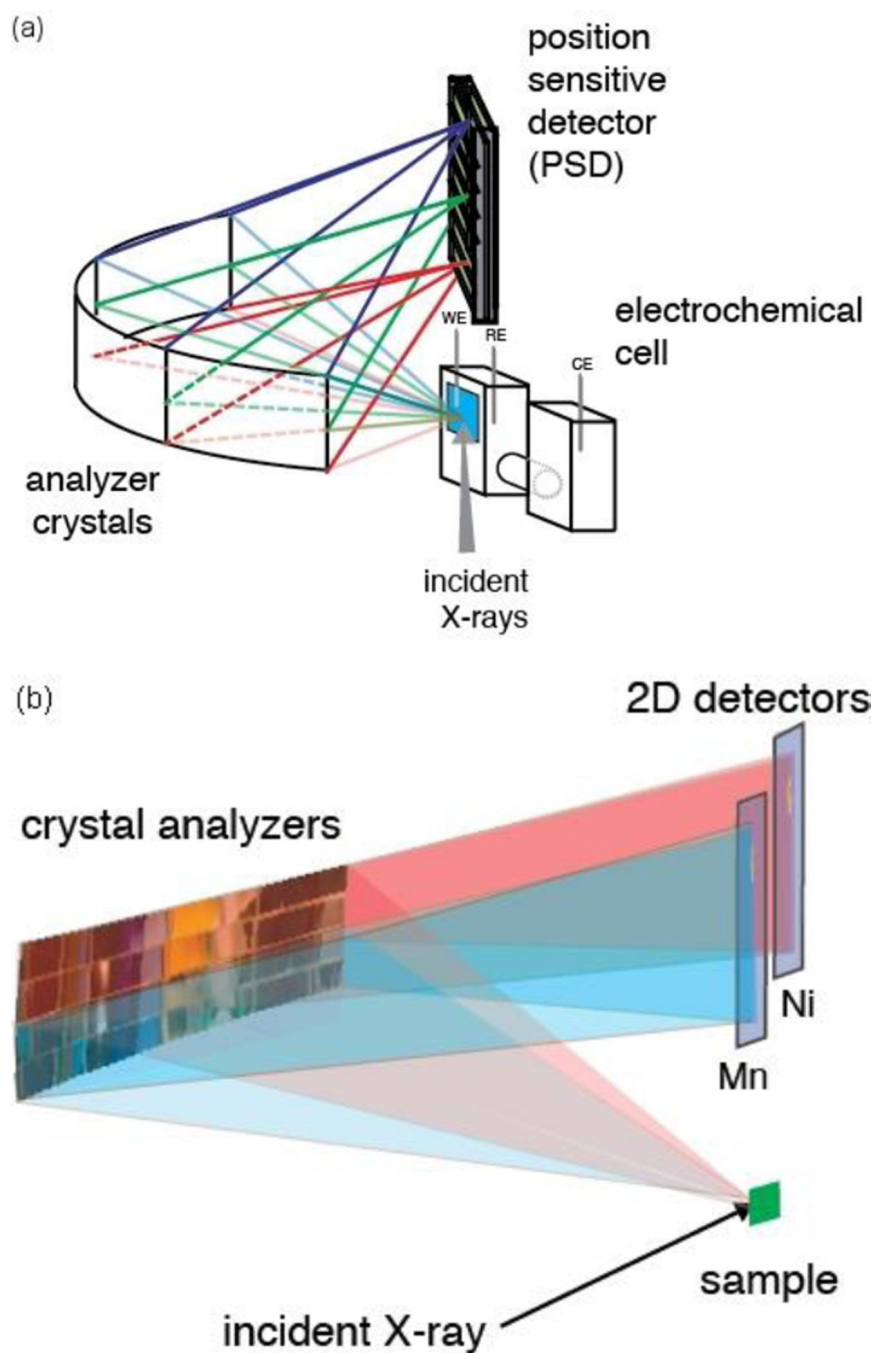 (a)
position
sensitive
detector
(PSD)
WE
RE
electrochemical
cell
CE
analyzer
crystals
incident
X-rays
(b)
2D detectors
crystal analyzers
Ni
Mn
sample
incident X-ray